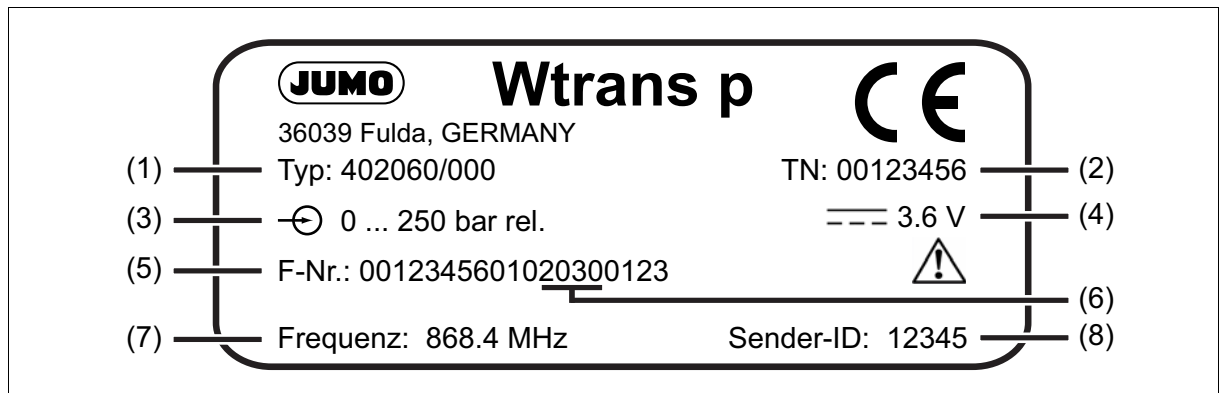 JUMO Wtrans p CE
36039 Fulda, GERMANY
(1) Typ: 402060/000 TN: 00123456 (2)
(3) 0 ... 250 bar rel. 3.6 V (4)
(5) F-Nr.: 0012345601020300123
(6)
(7) Frequenz: 868.4 MHz Sender-ID: 12345 (8)